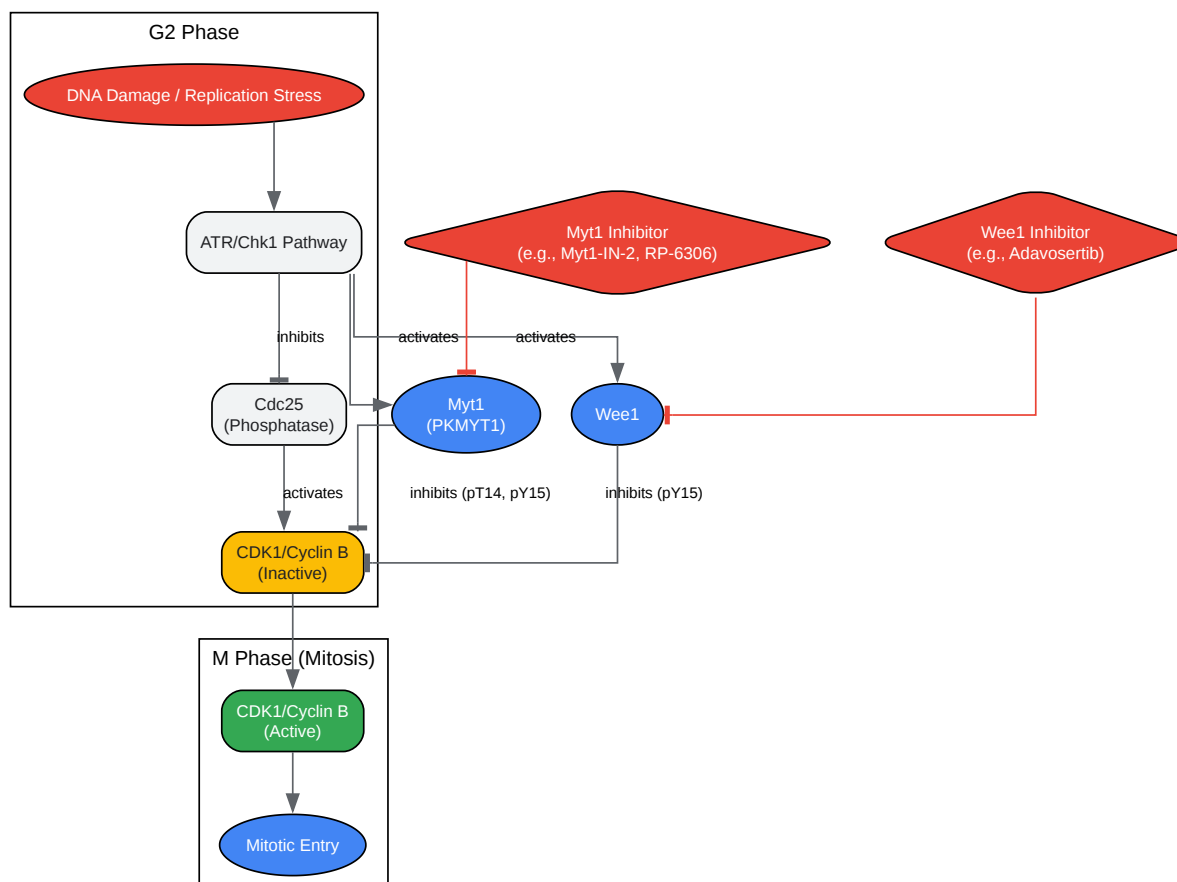 G2 Phase
DNA Damage / Replication Stress
ATR/Chk1 Pathway
Myt1 Inhibitor
(e.g., Myt1-IN-2, RP-6306)
Wee1 Inhibitor
(e.g., Adavosertib)
inhibits
activates
activates
Cdc25
(Phosphatase)
Myt1
(PKMYT1)
Wee1
activates
inhibits (pT14, pY15)
inhibits (pY15)
CDK1/Cyclin B
(Inactive)
M Phase (Mitosis)
CDK1/Cyclin B
(Active)
Mitotic Entry